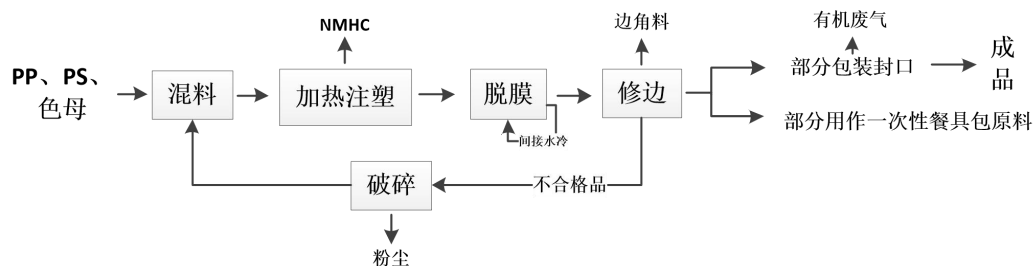 NMHC
边角料
有机废气
PP、PS、
色母
混料
加热注塑
脱膜
修边
部分包装封口
成
品
间接水冷
部分用作一次性餐具包原料
破碎
不合格品
粉尘